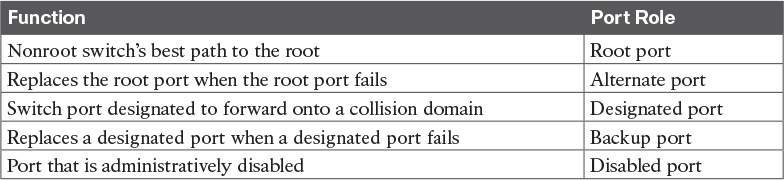 Function Port Role
Nonroot switch's best path to the root Root port
Replaces the root port when the root port fails Alternate port
Switch port designated to forward onto a collision domain Designated port
Replaces a designated port when a designated port fails Backup port
Port that is administratively disabled Disabled port